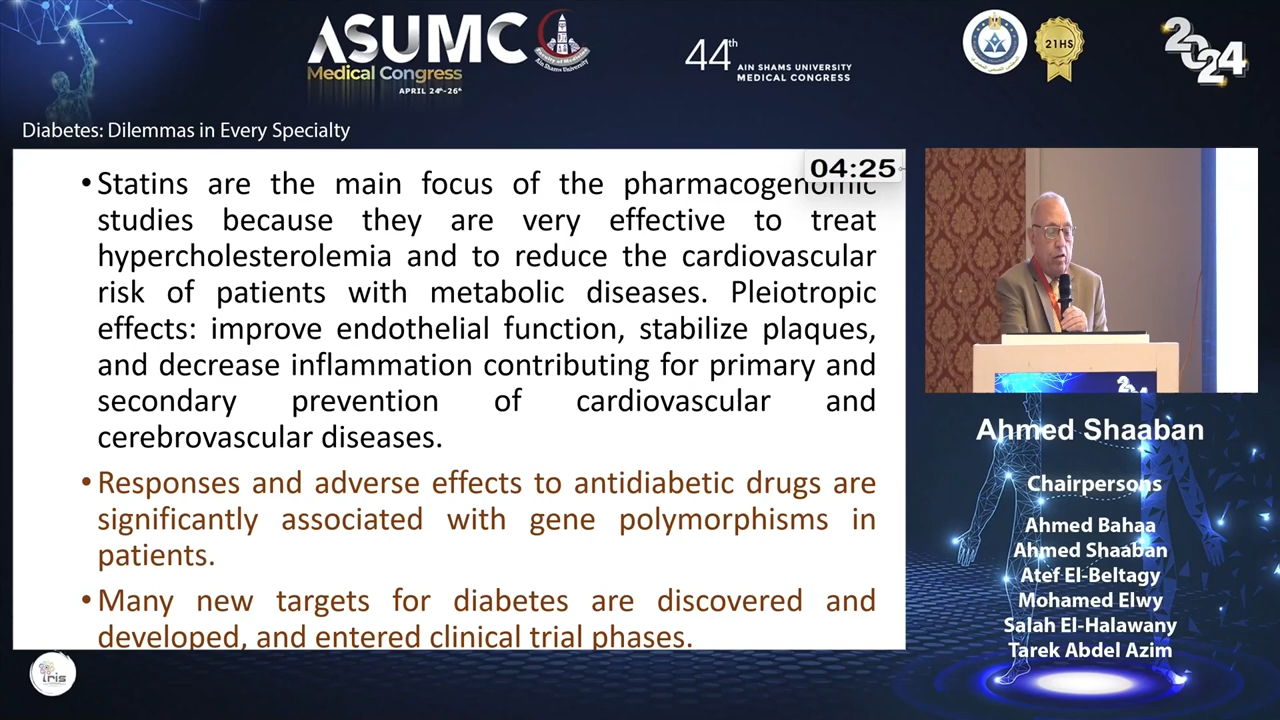 ASUMC
Medical Congress
APRIL 24th-26th
Faculty of Medicine
Ain Shams University
44th
AIN SHAMS UNIVERSITY
MEDICAL CONGRESS
21HS
2024
Diabetes: Dilemmas in Every Specialty
04:25
• Statins are the main focus of the pharmacogenomic
studies because they are very effective to treat
hypercholesterolemia and to reduce the cardiovascular
risk of patients with metabolic diseases. Pleiotropic
effects: improve endothelial function, stabilize plaques,
and decrease inflammation contributing for primary and
secondary prevention of cardiovascular and
cerebrovascular diseases.
• Responses and adverse effects to antidiabetic drugs are
significantly associated with gene polymorphisms in
patients.
• Many new targets for diabetes are discovered and
developed, and entered clinical trial phases.
Ahmed Shaaban
Chairpersons
Ahmed Bahaa
Ahmed Shaaban
Atef El-Beltagy
Mohamed Elwy
Salah El-Halawany
Tarek Abdel Azim
iris